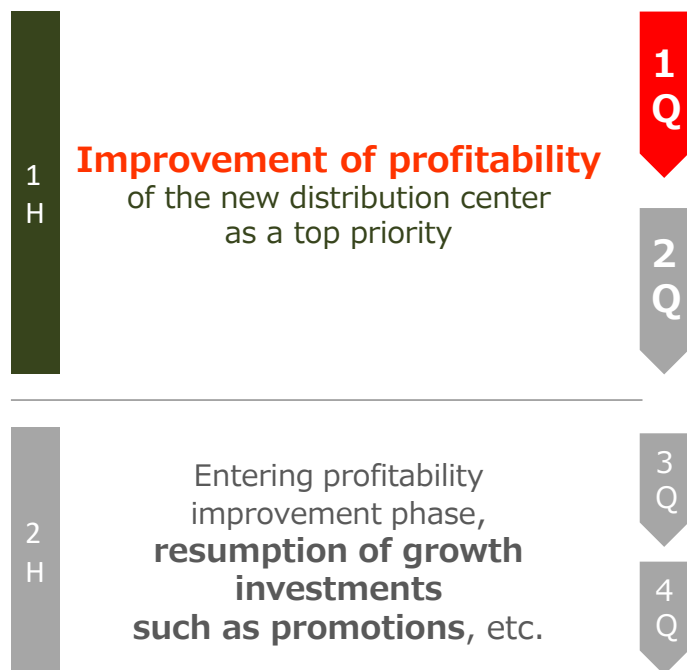 1
H
Improvement of profitability
of the new distribution center
as a top priority
1
Q
2
Q
2
H
Entering profitability
improvement phase,
resumption of growth
investments
such as promotions, etc.
3
Q
4
Q